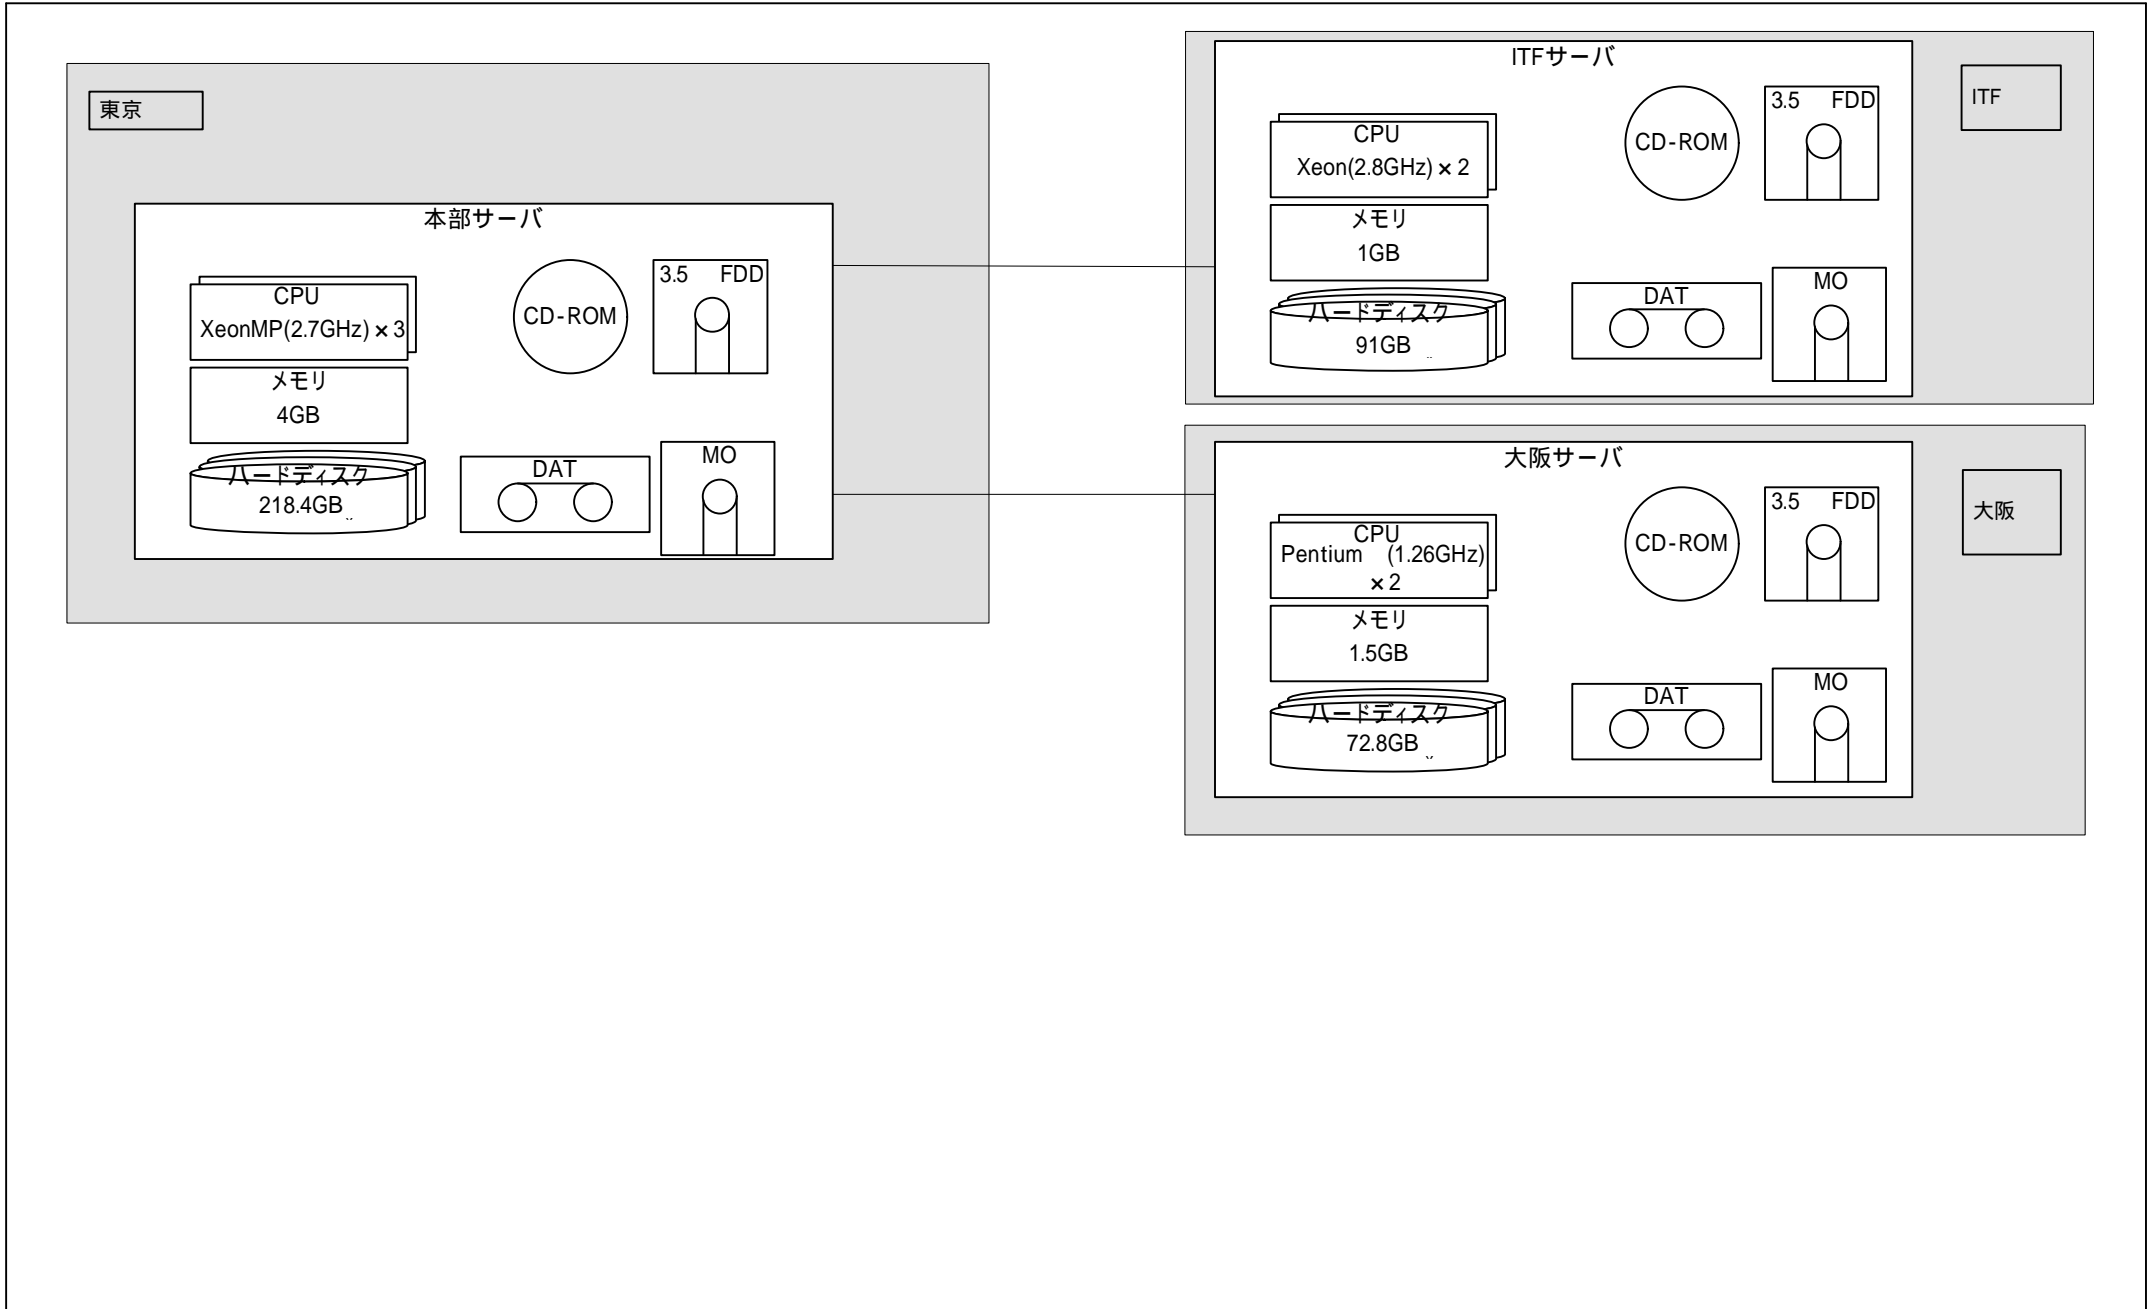 東京
本部サーバ
CPU
XeonMP(2.7GHz) × 3
メモリ
4GB
ハードディスク
218.4GB
CD-ROM
3.5 FDD
DAT
MO
ITFサーバ
ITF
CPU
Xeon(2.8GHz) × 2
メモリ
1GB
ハードディスク
91GB
CD-ROM
3.5 FDD
DAT
MO
大阪サーバ
大阪
CPU
Pentium (1.26GHz)
× 2
メモリ
1.5GB
ハードディスク
72.8GB
CD-ROM
3.5 FDD
DAT
MO